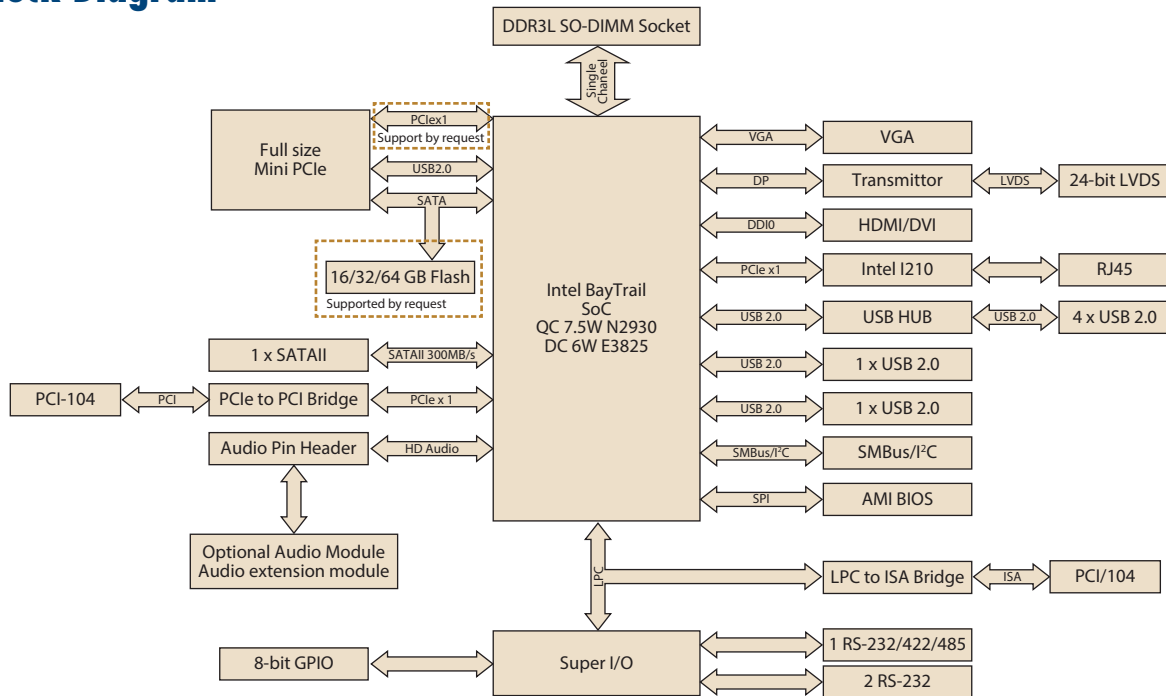 Diagram
DDR3L SO-DIMM Socket
Single
Channel
PCIex1
Support by request
Full size
Mini PCIe
USB2.0
SATA
16/32/64 GB Flash
Supported by request
Intel BayTrail
SoC
QC 7.5W N2930
DC 6W E3825
VGA
VGA
DP
Transmittor
LVDS
24-bit LVDS
DDI0
HDMI/DVI
PCIe x1
Intel I210
RJ45
USB 2.0
USB HUB
USB 2.0
4 x USB 2.0
1 x SATAII
SATAII 300MB/s
USB 2.0
1 x USB 2.0
PCI-104
PCI
PCIe to PCI Bridge
PCIe x 1
USB 2.0
1 x USB 2.0
Audio Pin Header
HD Audio
SMBus/I²C
SMBus/I²C
SPI
AMI BIOS
Optional Audio Module
Audio extension module
LPC
LPC to ISA Bridge
ISA
PCI/104
8-bit GPIO
Super I/O
1 RS-232/422/485
2 RS-232